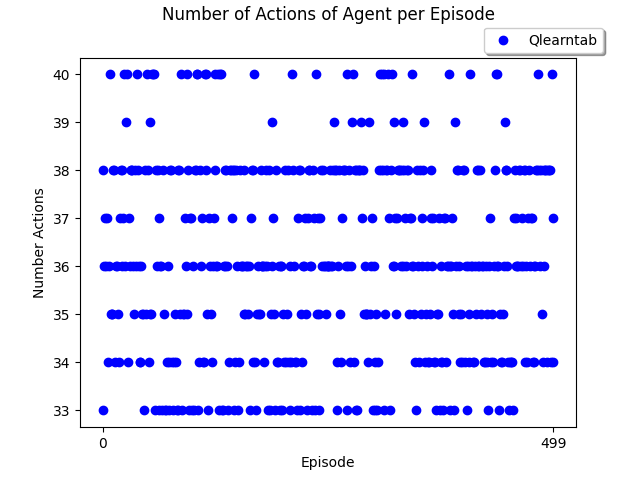 Number of Actions of Agent per Episode
Qlearntab
40
39
38
37
36
35
34
33
Number Actions
0 499
Episode